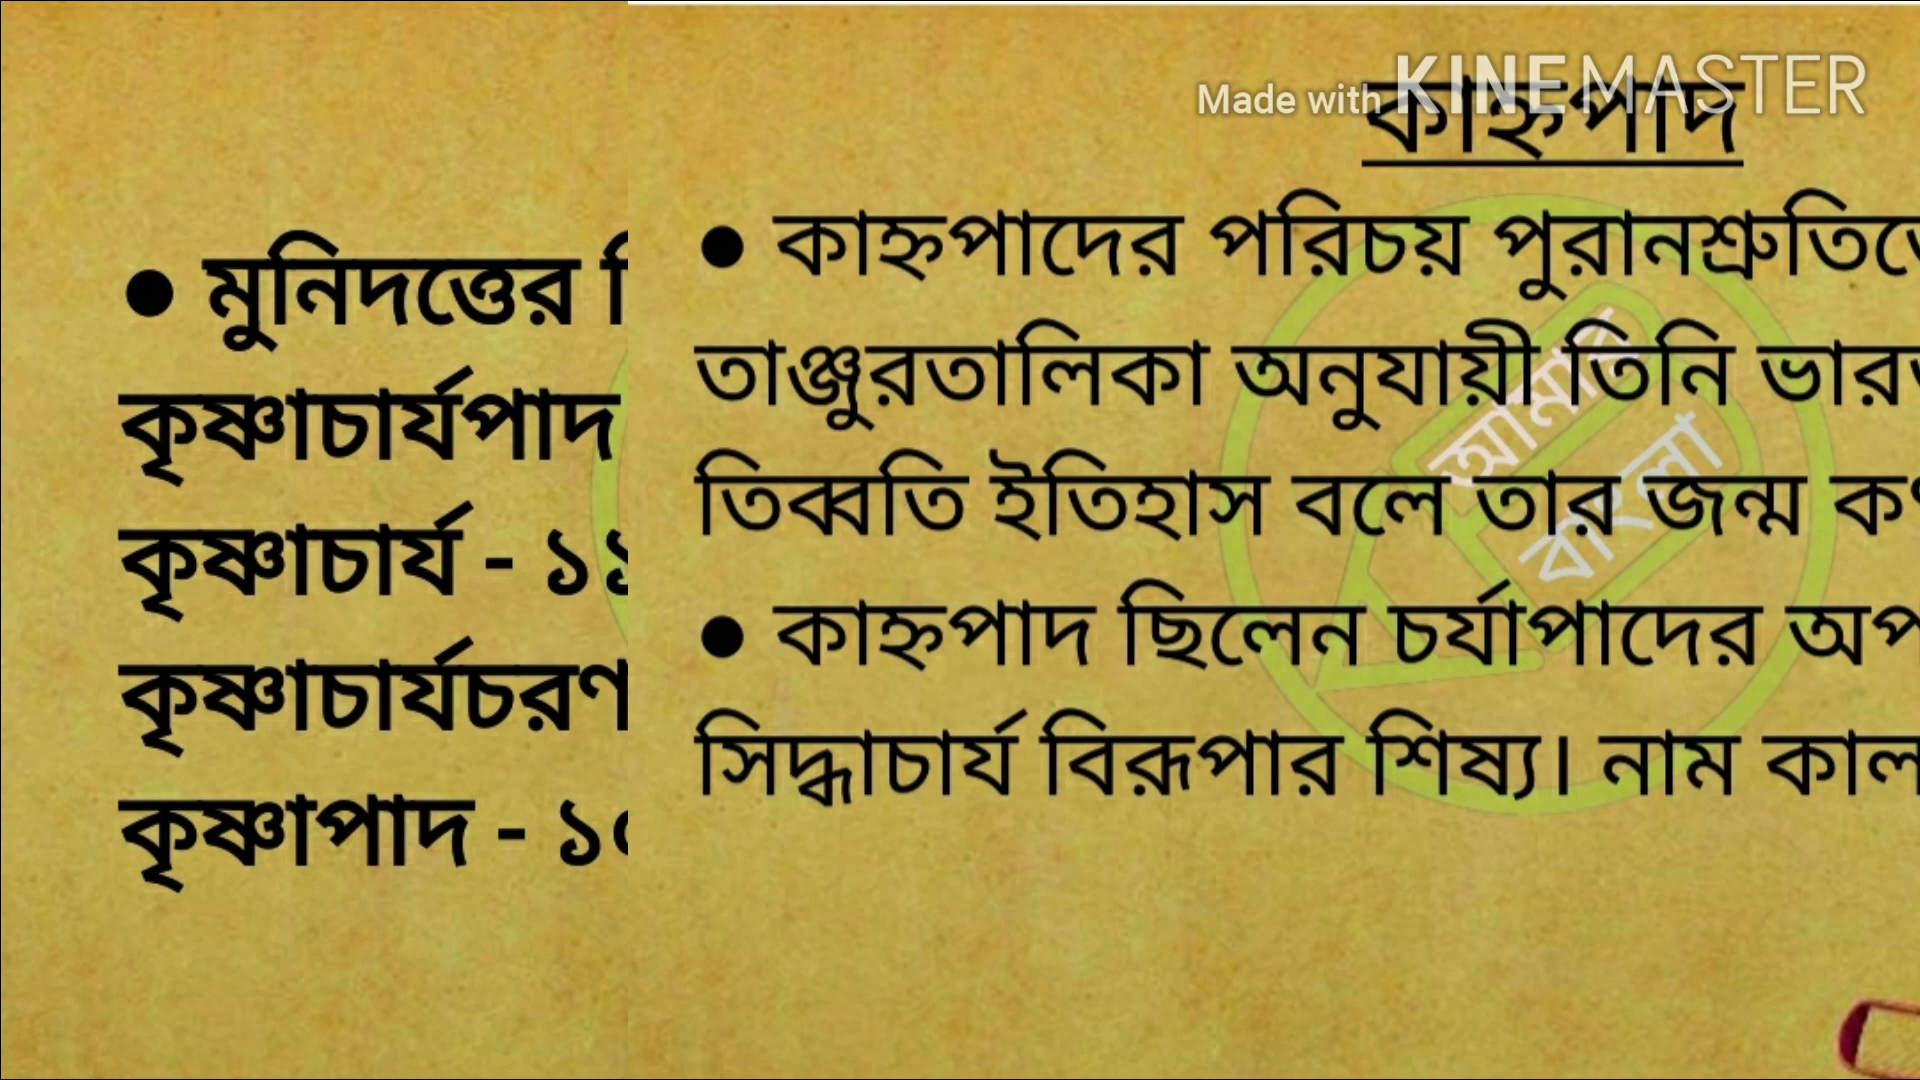 ● মুনিদত্তের
কৃষ্ণাচার্যপাদ
কৃষ্ণাচার্য - ১১
কৃষ্ণাচার্যচরণ
কৃষ্ণাপাদ -
Made with KINEMASTER
কাহ্নপাদ
● কাহ্নপাদের পরিচয় পুরানশ্রুতিতে
তাঞ্জুরতালিকা অনুযায়ী তিনি
তিব্বতি ইতিহাস বলে তার জন্ম
● কাহ্নপাদ ছিলেন চর্যাপাদের
সিদ্ধাচার্য বিরূপার শিষ্য। নাম
আমার
বাংলা